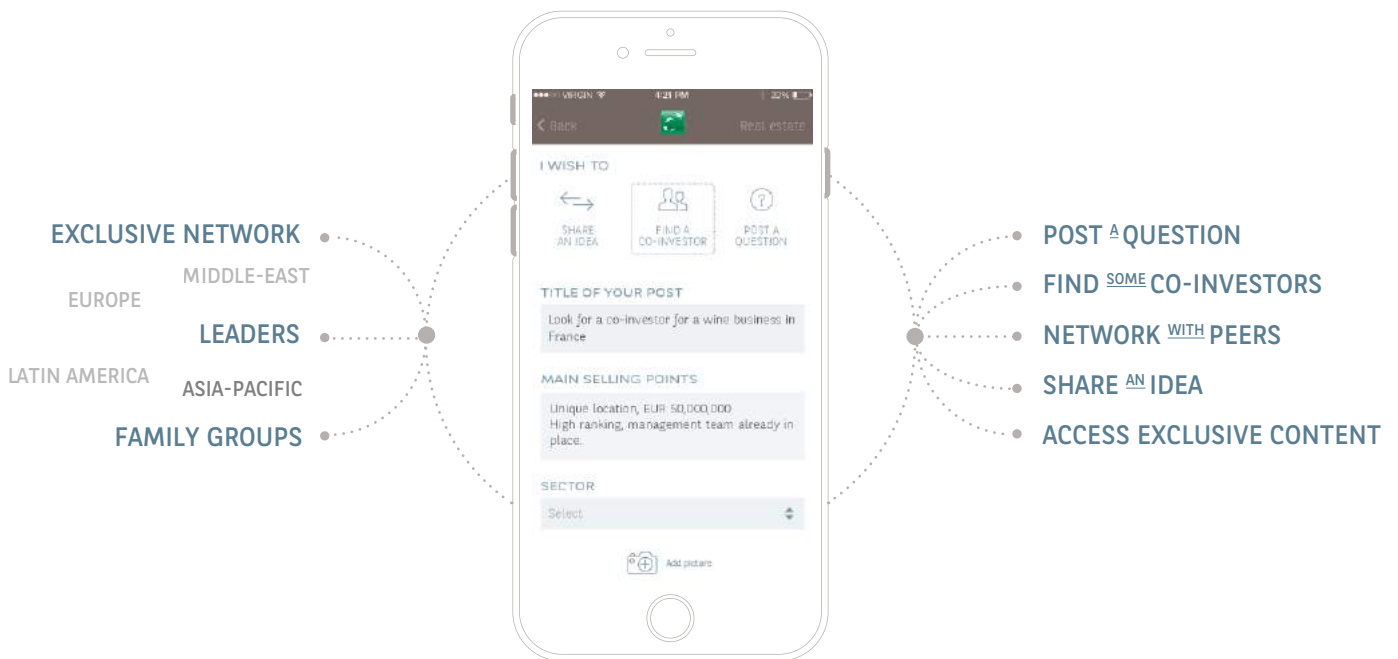 EXCLUSIVE NETWORK
MIDDLE-EAST
EUROPE
LEADERS
LATIN AMERICA
ASIA-PACIFIC
FAMILY GROUPS
VIRGIN
4:21 PM
22%
Back
Real estate
I WISH TO
SHARE
AN IDEA
FIND A
CO-INVESTOR
POST A
QUESTION
TITLE OF YOUR POST
Look for a co-investor for a wine business in
France
MAIN SELLING POINTS
Unique location, EUR 50,000,000
High ranking, management team already in
place.
SECTOR
Select
Add picture
POST A QUESTION
FIND SOME CO-INVESTORS
NETWORK WITH PEERS
SHARE AN IDEA
ACCESS EXCLUSIVE CONTENT